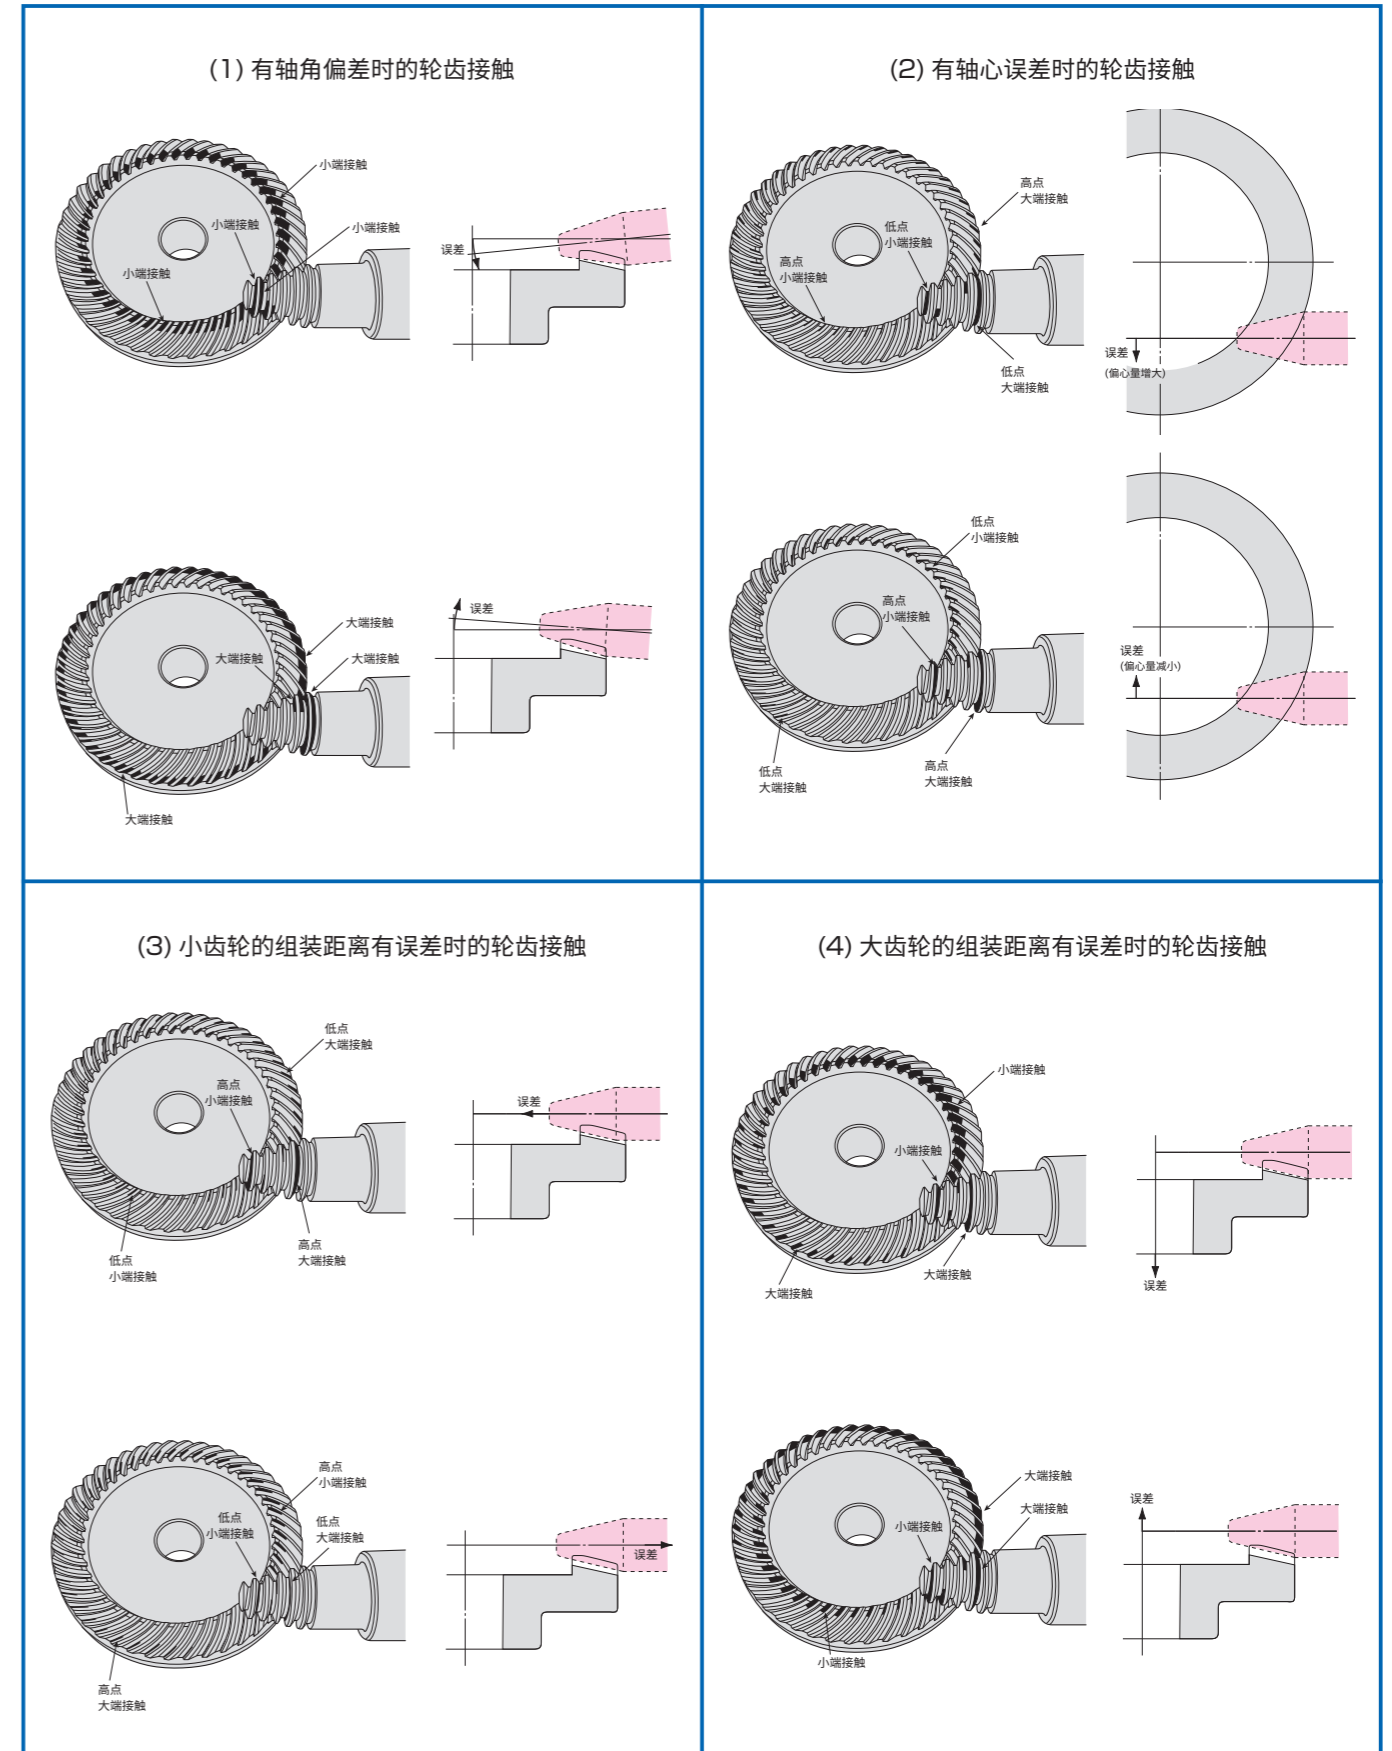 (1) 有轴角偏差时的轮齿接触
小端接触
小端接触
小端接触
小端接触
误差
大端接触
大端接触
大端接触
大端接触
误差
(2) 有轴心误差时的轮齿接触
高点
大端接触
低点
小端接触
高点
小端接触
低点
大端接触
误差
(偏心量增大)
低点
小端接触
高点
小端接触
低点
大端接触
高点
大端接触
误差
(偏心量减小)
(3) 小齿轮的组装距离有误差时的轮齿接触
低点
大端接触
高点
小端接触
低点
小端接触
高点
大端接触
误差
高点
小端接触
低点
小端接触
低点
大端接触
高点
大端接触
误差
(4) 大齿轮的组装距离有误差时的轮齿接触
小端接触
小端接触
大端接触
大端接触
误差
大端接触
大端接触
小端接触
小端接触
误差